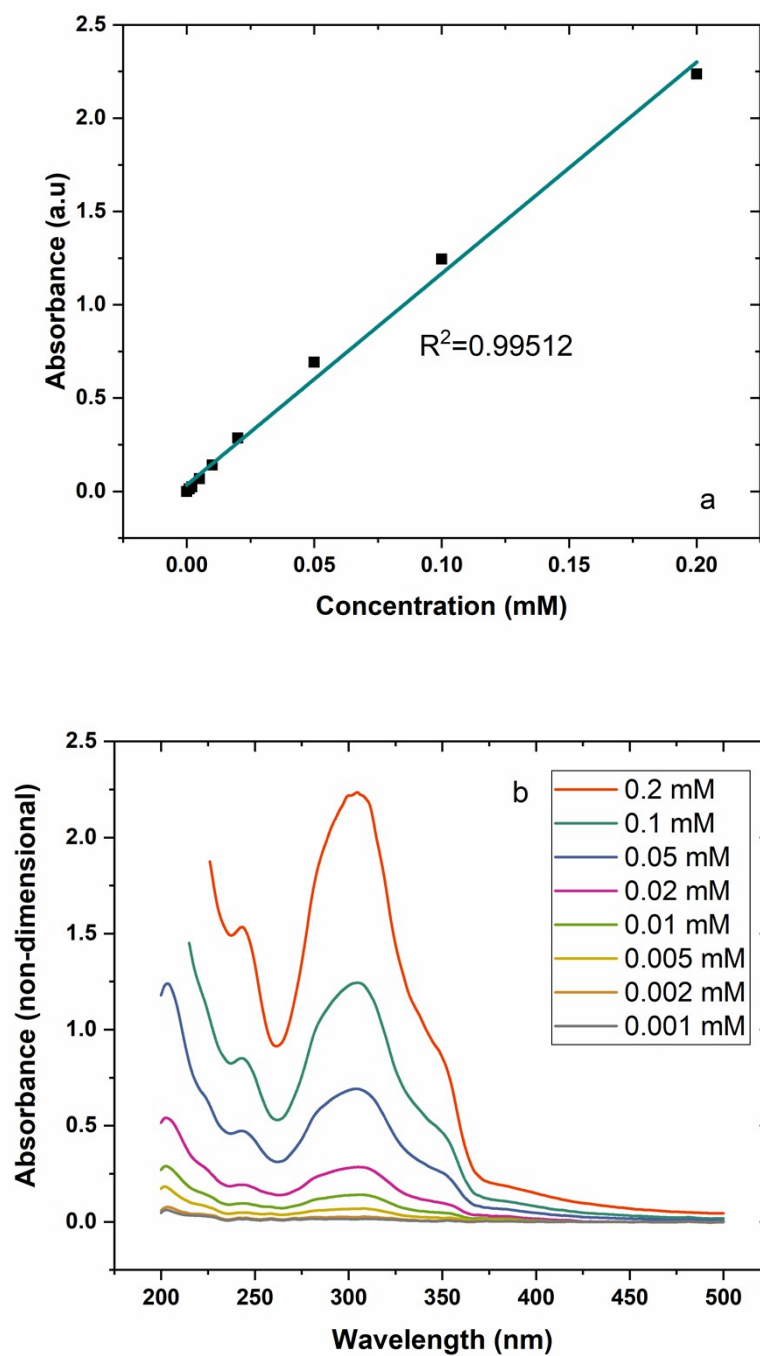 2.5
2.0
1.5
1.0
0.5
0.0
Absorbance (a.u)
R²=0.99512
a
0.00 0.05 0.10 0.15 0.20
Concentration (mM)
2.5
2.0
1.5
1.0
0.5
0.0
Absorbance (non-dimensional)
b
0.2 mM
0.1 mM
0.05 mM
0.02 mM
0.01 mM
0.005 mM
0.002 mM
0.001 mM
200 250 300 350 400 450 500
Wavelength (nm)